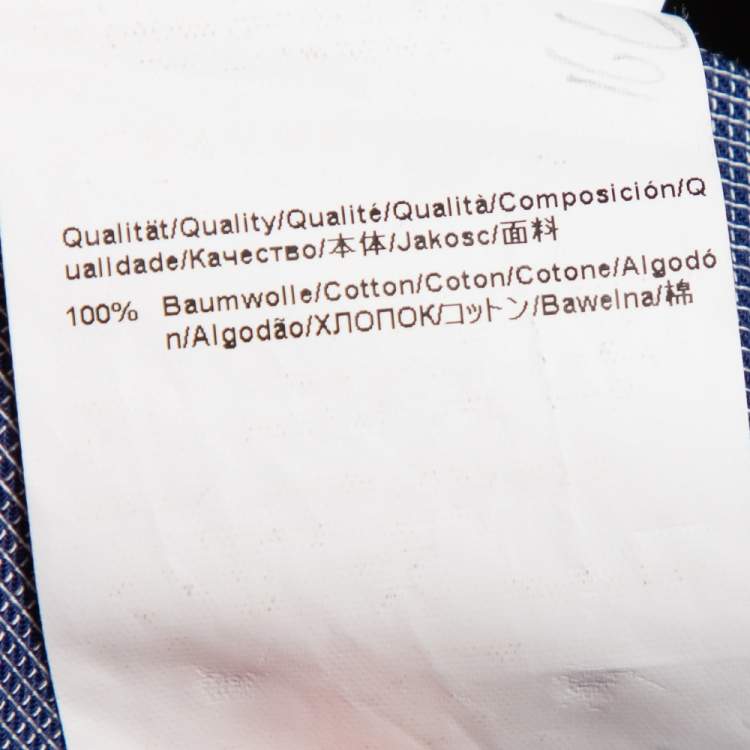 Qualität/Quality/Qualité/Qualità/Composición/Q
ualIdade/Качество/本体/Jakosc/面料
100% Baumwolle/Cotton/Coton/Cotone/Algodó
n/Algodão/ХЛОПОК/コットン/Bawelna/棉